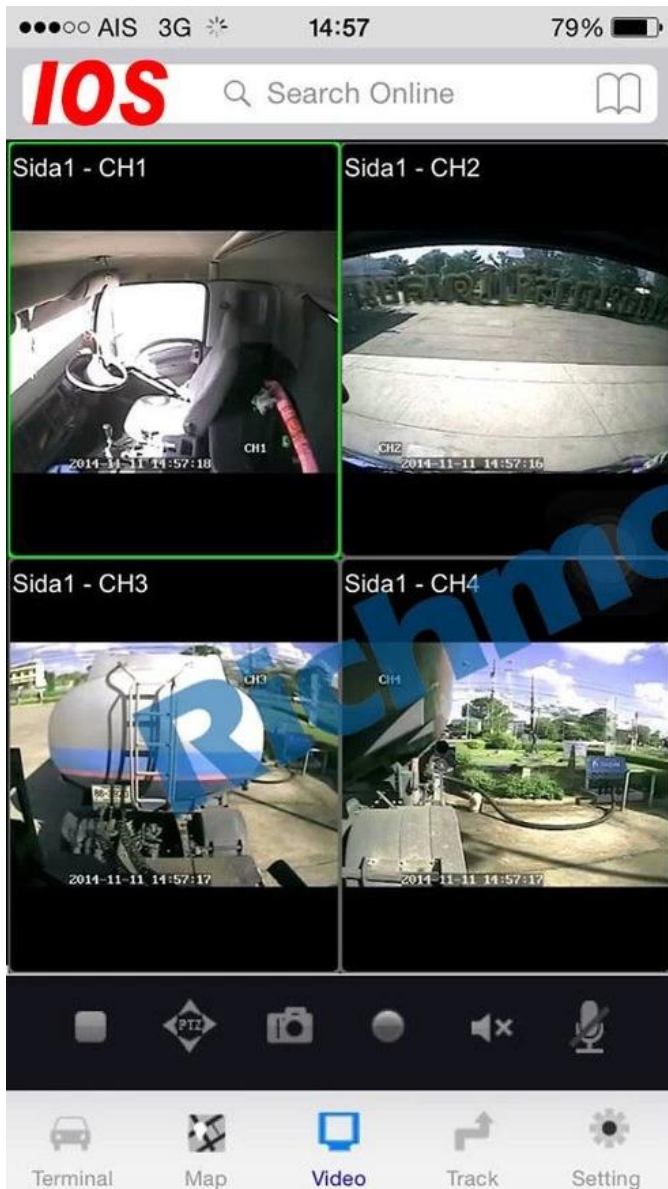 AIS 3G 14:57 79%
IOS Search Online
Sida1 - CH1
Sida1 - CH2
CH1
2014-11-11 14:57:18
CH2
2014-11-11 14:57:16
Sida1 - CH3
Sida1 - CH4
CH3
2014-11-11 14:57:17
CH4
2014-11-11 14:57:17
PTZ
Terminal Map Video Track Setting